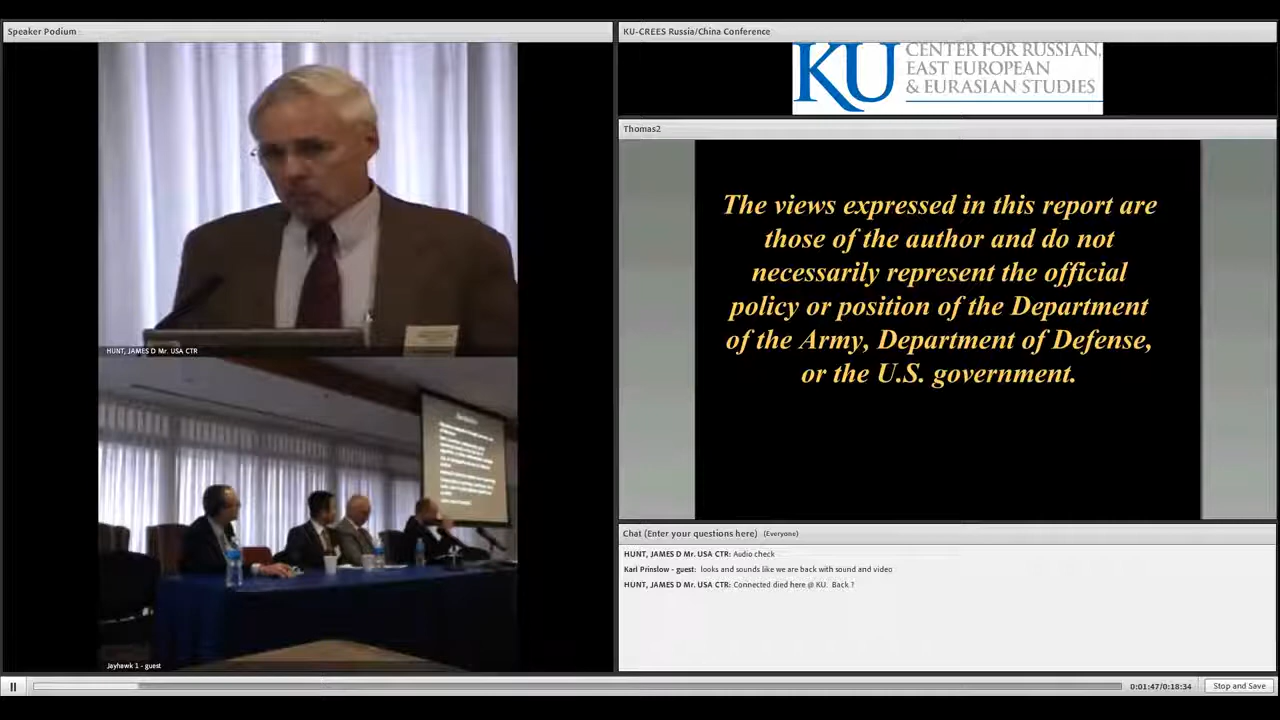 Speaker Podium
HUNT, JAMES D Mr. USA CTR
Jayhawk 1 - guest
KU-CREES Russia/China Conference
KU CENTER FOR RUSSIAN,
EAST EUROPEAN
& EURASIAN STUDIES
Thomas2
The views expressed in this report are
those of the author and do not
necessarily represent the official
policy or position of the Department
of the Army, Department of Defense,
or the U.S. government.
Chat (Enter your questions here) (Everyone)
HUNT, JAMES D Mr. USA CTR: Audio check
Karl Prinslow - guest: looks and sounds like we are back with sound and video
HUNT, JAMES D Mr. USA CTR: Connected died here @ KU. Back ?
0:01:47/0:18:34
Stop and Save